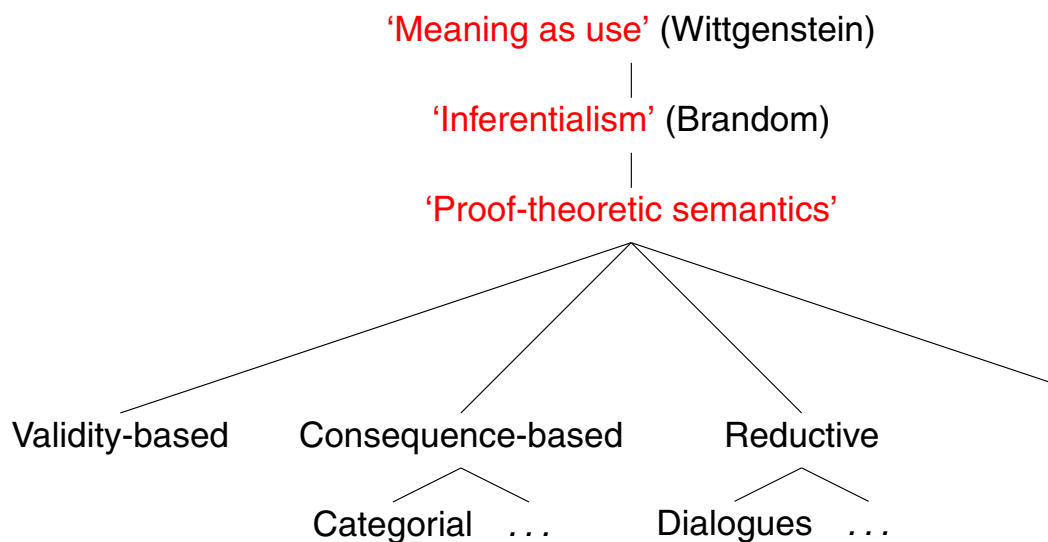 ‘Meaning as use’ (Wittgenstein)
‘Inferentialism’ (Brandom)
‘Proof-theoretic semantics’
Validity-based Consequence-based Reductive
Categorial ... Dialogues ...